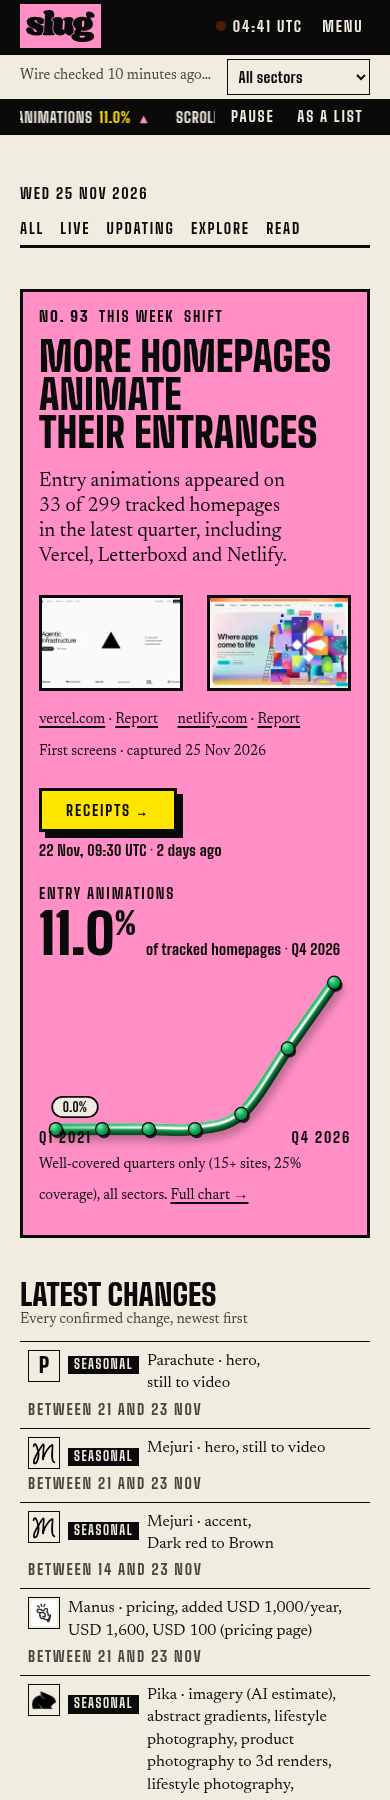 slug
04:41 UTC MENU
Wire checked 10 minutes ago... All sectors
ANIMATIONS 11.0% ▲ SCROLL PAUSE AS A LIST
WED 25 NOV 2026
ALL LIVE UPDATING EXPLORE READ
NO. 93 THIS WEEK SHIFT
MORE HOMEPAGES
ANIMATE
THEIR ENTRANCES
Entry animations appeared on
33 of 299 tracked homepages
in the latest quarter, including
Vercel, Letterboxd and Netlify.
Agentic
Infrastructure
Where apps
come to life
vercel.com · Report netlify.com · Report
First screens · captured 25 Nov 2026
RECEIPTS →
22 Nov, 09:30 UTC · 2 days ago
ENTRY ANIMATIONS
11.0% of tracked homepages · Q4 2026
0.0%
Q1 2021 Q4 2026
Well-covered quarters only (15+ sites, 25%
coverage), all sectors. Full chart →
LATEST CHANGES
Every confirmed change, newest first
P SEASONAL Parachute · hero,
still to video
BETWEEN 21 AND 23 NOV
M SEASONAL Mejuri · hero, still to video
BETWEEN 21 AND 23 NOV
M SEASONAL Mejuri · accent,
Dark red to Brown
BETWEEN 14 AND 23 NOV
Manus · pricing, added USD 1,000/year,
USD 1,600, USD 100 (pricing page)
BETWEEN 21 AND 23 NOV
SEASONAL Pika · imagery (AI estimate),
abstract gradients, lifestyle
photography, product
photography to 3d renders,
lifestyle photography,